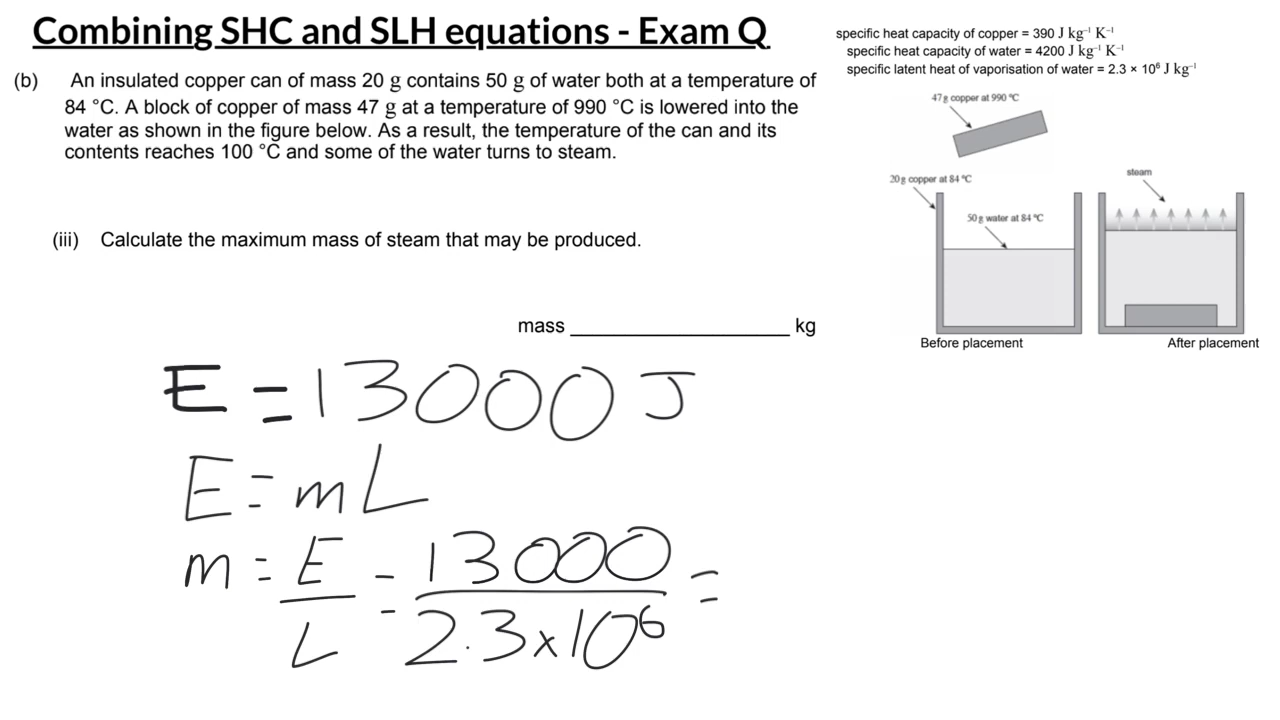 Combining SHC and SLH equations - Exam Q
specific heat capacity of copper = 390 J kg⁻¹ K⁻¹
specific heat capacity of water = 4200 J kg⁻¹ K⁻¹
specific latent heat of vaporisation of water = 2.3 × 10⁶ J kg⁻¹
(b) An insulated copper can of mass 20 g contains 50 g of water both at a temperature of
84 °C. A block of copper of mass 47 g at a temperature of 990 °C is lowered into the
water as shown in the figure below. As a result, the temperature of the can and its
contents reaches 100 °C and some of the water turns to steam.
47g copper at 990 °C
20g copper at 84 °C
50g water at 84 °C
steam
Before placement
After placement
(iii) Calculate the maximum mass of steam that may be produced.
mass ____________________ kg
E = 13000 J
E = mL
m = E/L = 13000/2.3x10⁶ =